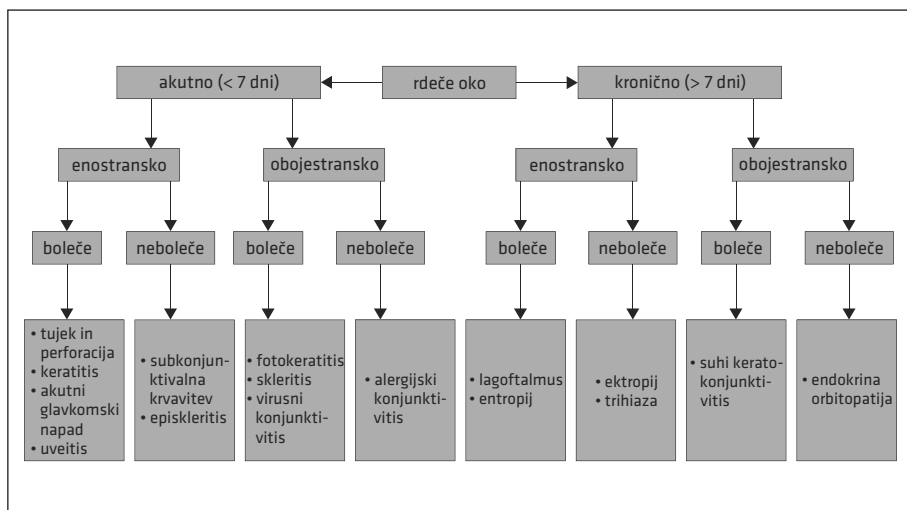 akutno (< 7 dni)
rdeče oko
kronično (> 7 dni)
enostransko
obojestransko
enostransko
obojestransko
boleče
neboleče
boleče
neboleče
boleče
neboleče
boleče
neboleče
• tujek in
perforacija
• keratitis
• akutni
glavkomski
napad
• uveitis
• subkonjun-
ktivalna
krvavitev
• episkleritis
• fotokeratitis
• skleritis
• virusni
konjunkti-
vitis
• alergijski
konjunkti-
vitis
• lagoftalmus
• entropij
• ektropij
• trihiaza
• suhi kerato-
konjunkti-
vitis
• endokrina
orbitopatija